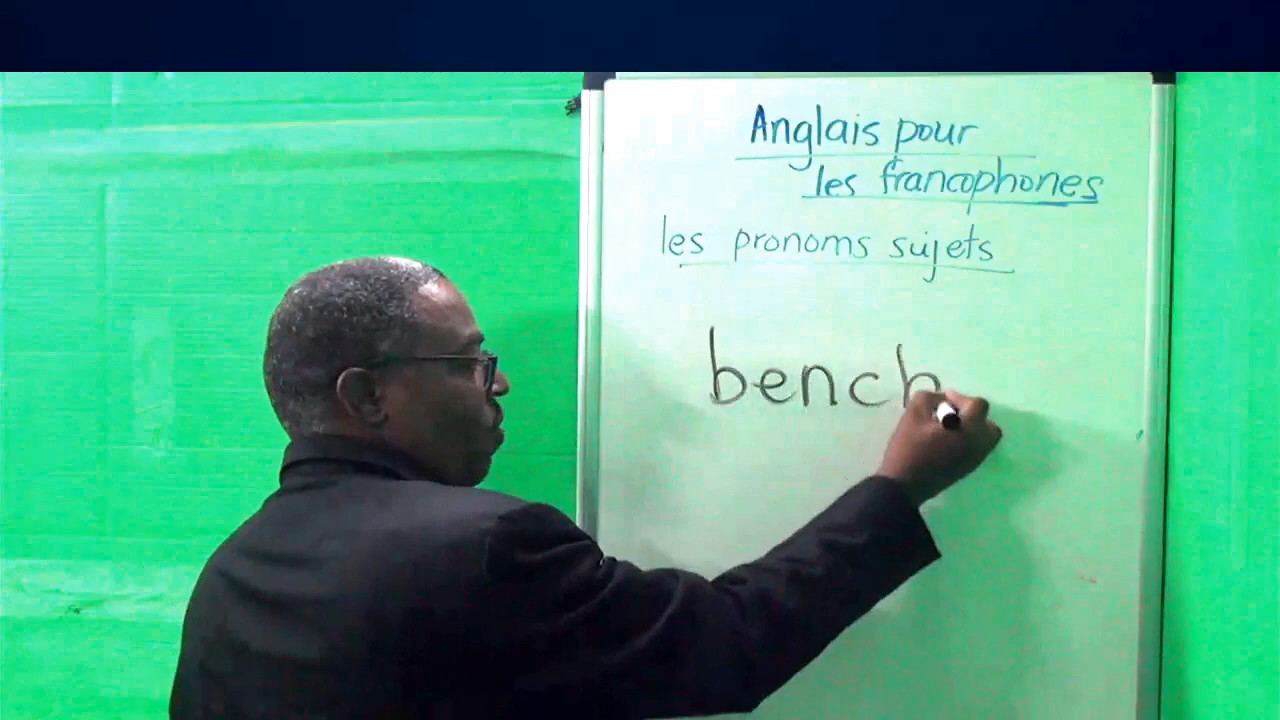 Anglais pour
les francophones
les pronoms sujets
bench